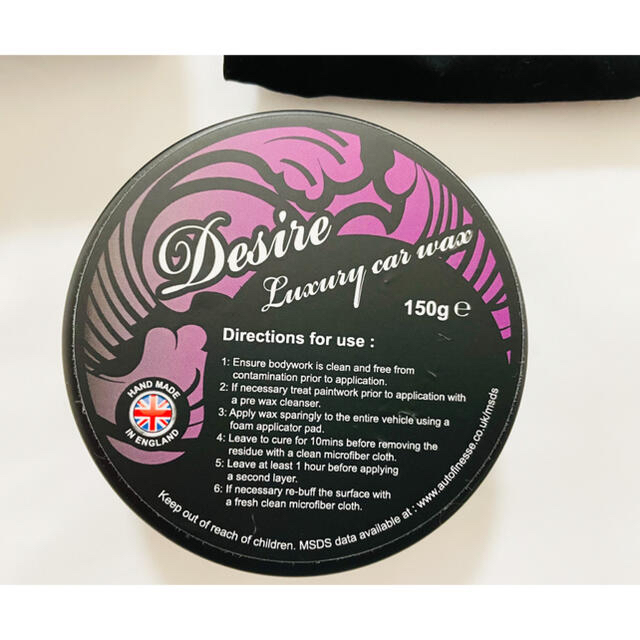 Desire
Luxury car wax
150g ℮
Directions for use :
1: Ensure bodywork is clean and free from
contamination prior to application.
2: If necessary treat paintwork prior to application with
a pre wax cleanser.
3: Apply wax sparingly to the entire vehicle using a
foam applicator pad.
4: Leave to cure for 10mins before removing the
residue with a clean microfiber cloth.
5: Leave at least 1 hour before applying
a second layer.
6: If necessary re-buff the surface with
a fresh clean microfiber cloth.
HAND MADE
IN ENGLAND
Keep out of reach of children. MSDS data available at : www.autofinesse.co.uk/msds